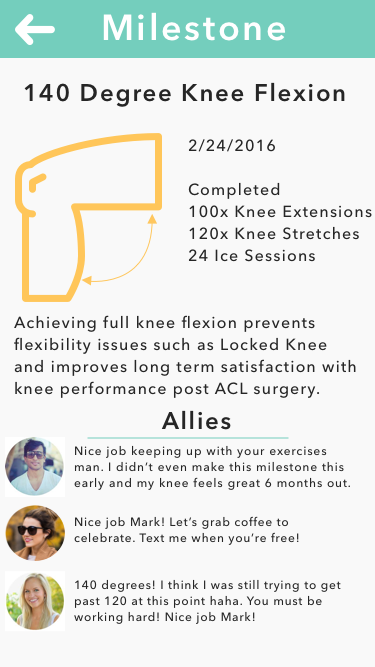 Milestone
140 Degree Knee Flexion
2/24/2016
Completed
100x Knee Extensions
120x Knee Stretches
24 Ice Sessions
Achieving full knee flexion prevents
flexibility issues such as Locked Knee
and improves long term satisfaction with
knee performance post ACL surgery.
Allies
Nice job keeping up with your exercises
man. I didn't even make this milestone this
early and my knee feels great 6 months out.
Nice job Mark! Let's grab coffee to
celebrate. Text me when you're free!
140 degrees! I think I was still trying to get
past 120 at this point haha. You must be
working hard! Nice job Mark!